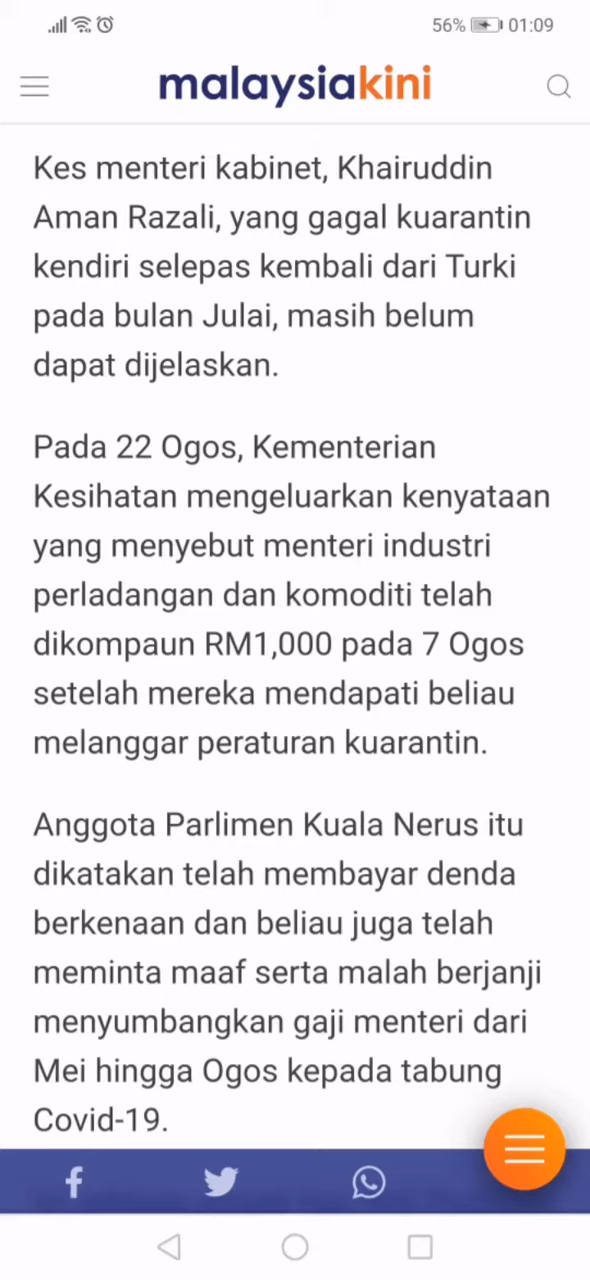 56% 01:09
malaysiakini
Kes menteri kabinet, Khairuddin
Aman Razali, yang gagal kuarantin
kendiri selepas kembali dari Turki
pada bulan Julai, masih belum
dapat dijelaskan.
Pada 22 Ogos, Kementerian
Kesihatan mengeluarkan kenyataan
yang menyebut menteri industri
perladangan dan komoditi telah
dikompaun RM1,000 pada 7 Ogos
setelah mereka mendapati beliau
melanggar peraturan kuarantin.
Anggota Parlimen Kuala Nerus itu
dikatakan telah membayar denda
berkenaan dan beliau juga telah
meminta maaf serta malah berjanji
menyumbangkan gaji menteri dari
Mei hingga Ogos kepada tabung
Covid-19.